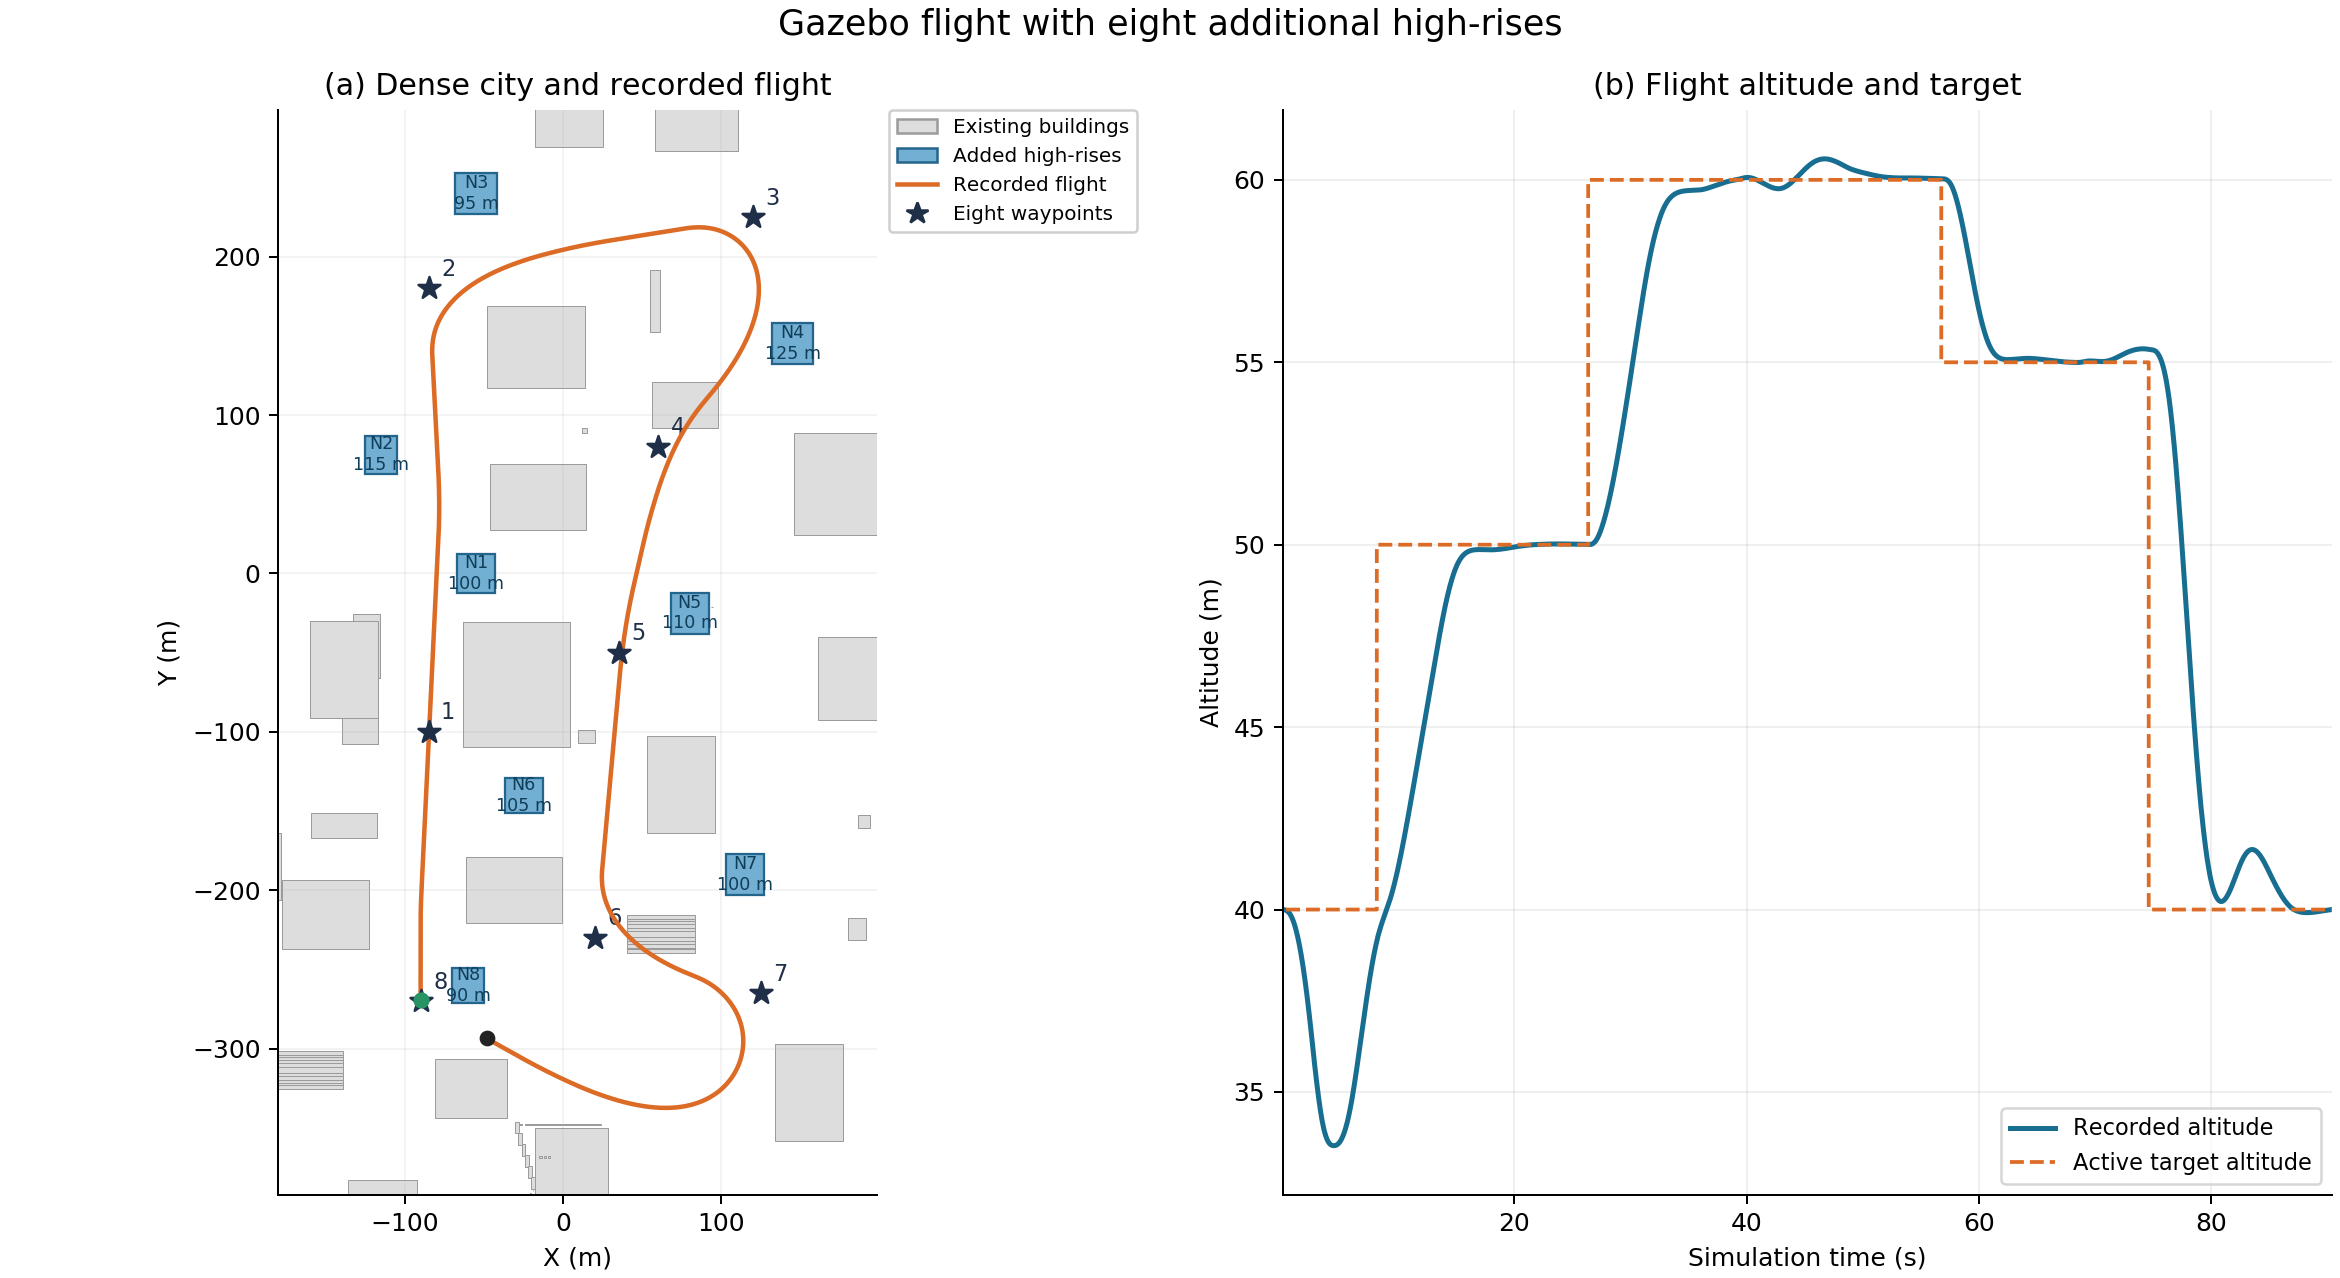 Gazebo flight with eight additional high-rises
(a) Dense city and recorded flight
Existing buildings
Added high-rises
Recorded flight
Eight waypoints
N3
95 m
3
2
N4
125 m
4
N2
115 m
N1
100 m
N5
110 m
5
1
N6
105 m
N7
100 m
6
7
8
N8
90 m
200
100
0
−100
−200
−300
Y (m)
−100
0
100
X (m)
(b) Flight altitude and target
60
55
50
45
40
35
Altitude (m)
20
40
60
80
Simulation time (s)
Recorded altitude
Active target altitude